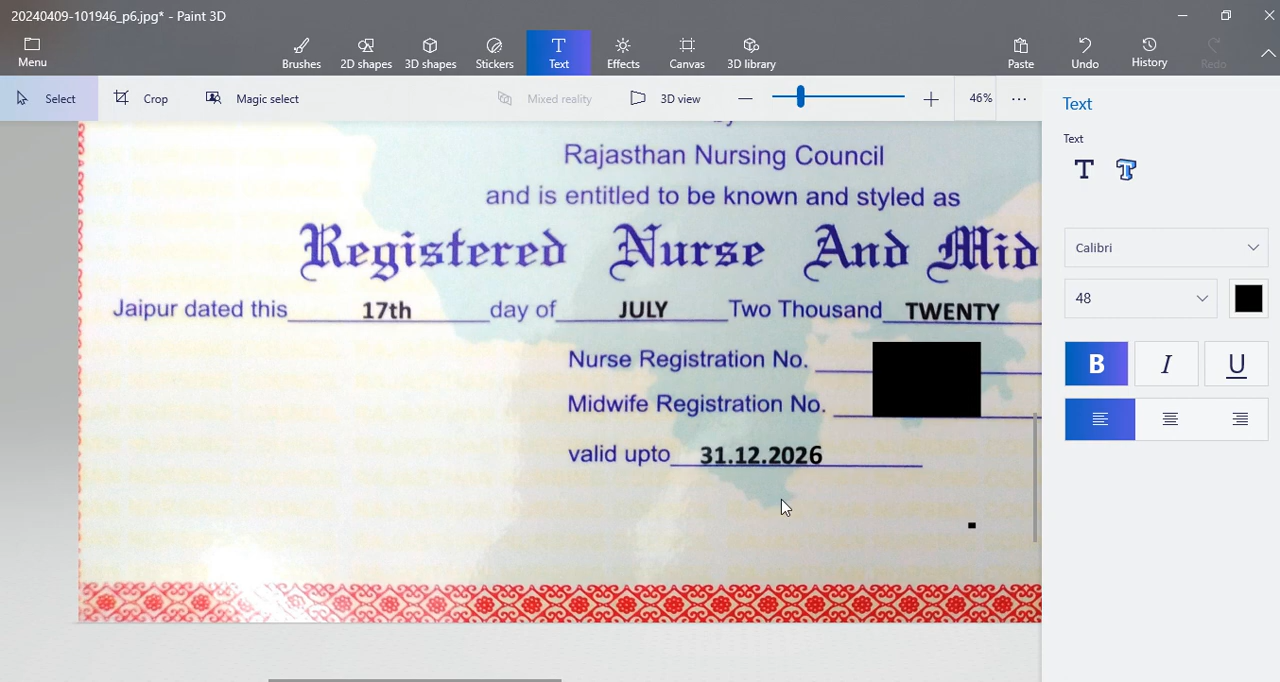 20240409-101946_p6.jpg* - Paint 3D
Menu
Brushes
2D shapes
3D shapes
Stickers
Text
Effects
Canvas
3D library
Paste
Undo
History
Redo
Select
Crop
Magic select
Mixed reality
3D view
46%
Text
Text
Calibri
48
B I U
Rajasthan Nursing Council
and is entitled to be known and styled as
Registered Nurse And Mid
Jaipur dated this 17th day of JULY Two Thousand TWENTY
Nurse Registration No.
Midwife Registration No.
valid upto 31.12.2026